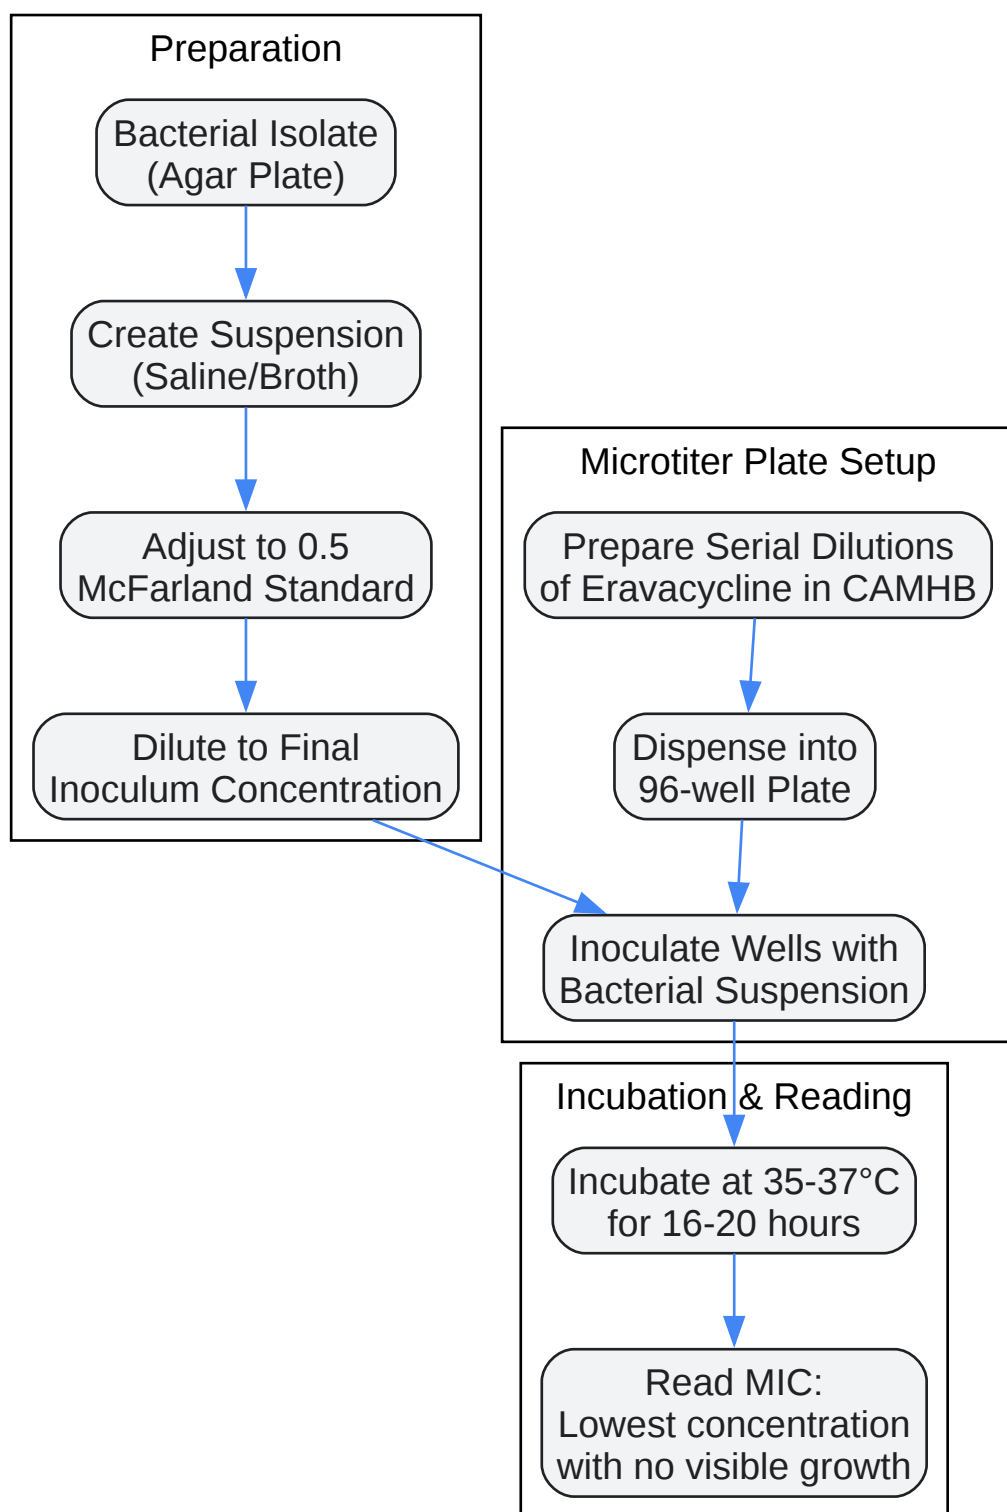 Preparation
Bacterial Isolate
(Agar Plate)
Create Suspension
(Saline/Broth)
Adjust to 0.5
McFarland Standard
Dilute to Final
Inoculum Concentration
Microtiter Plate Setup
Prepare Serial Dilutions
of Eravacycline in CAMHB
Dispense into
96-well Plate
Inoculate Wells with
Bacterial Suspension
Incubation & Reading
Incubate at 35-37°C
for 16-20 hours
Read MIC:
Lowest concentration
with no visible growth